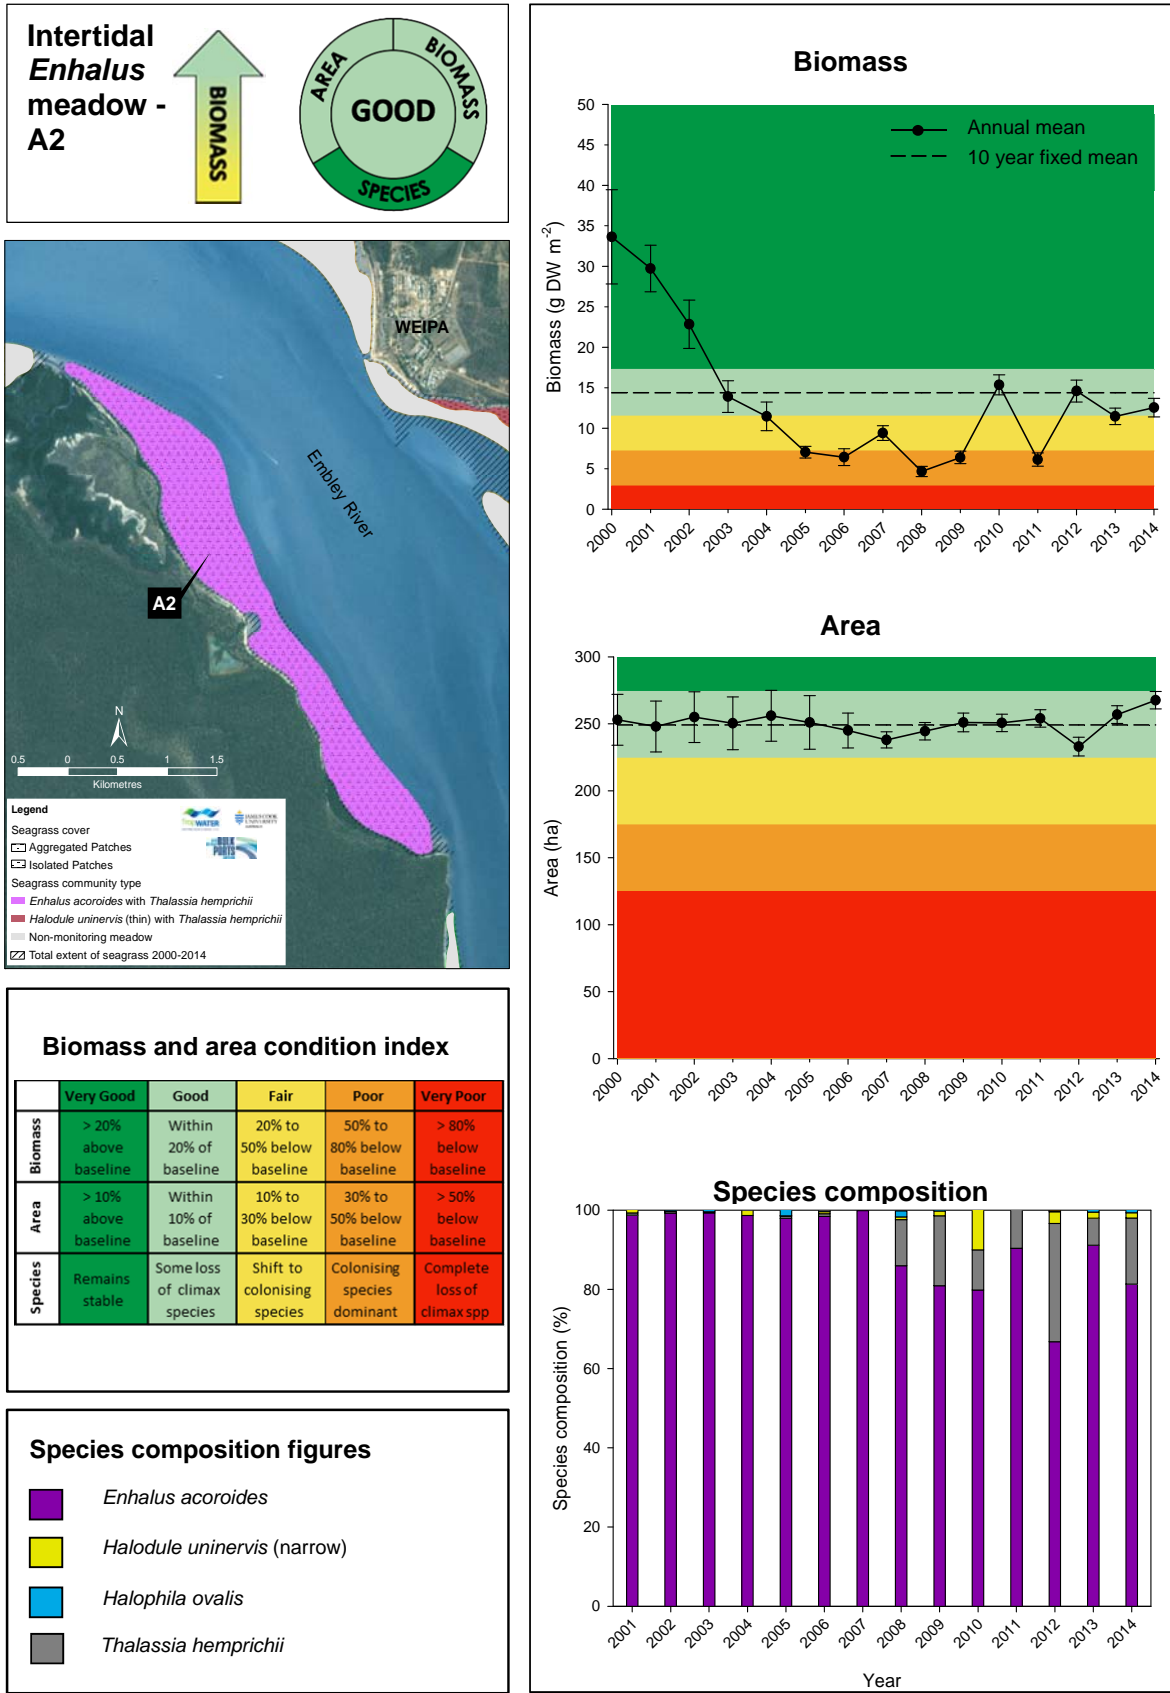 Intertidal
Enhalus
meadow -
A2
BIOMASS
AREA
BIOMASS
GOOD
SPECIES
WEIPA
Embley River
A2
N
0.5 0 0.5 1 1.5
Kilometres
Legend
Seagrass cover
Aggregated Patches
Isolated Patches
Seagrass community type
Enhalus acoroides with Thalassia hemprichii
Halodule uninervis (thin) with Thalassia hemprichii
Non-monitoring meadow
Total extent of seagrass 2000-2014
WATER
JAMES COOK
UNIVERSITY
BULK
PORTS
Biomass and area condition index
Very Good Good Fair Poor Very Poor
Biomass
> 20% above baseline
Within 20% of baseline
20% to 50% below baseline
50% to 80% below baseline
> 80% below baseline
Area
> 10% above baseline
Within 10% of baseline
10% to 30% below baseline
30% to 50% below baseline
> 50% below baseline
Species
Remains stable
Some loss of climax species
Shift to colonising species
Colonising species dominant
Complete loss of climax spp
Species composition figures
Enhalus acoroides
Halodule uninervis (narrow)
Halophila ovalis
Thalassia hemprichii
Biomass
Annual mean
10 year fixed mean
Biomass (g DW m⁻²)
50
45
40
35
30
25
20
15
10
5
0
2000 2001 2002 2003 2004 2005 2006 2007 2008 2009 2010 2011 2012 2013 2014
Area
Area (ha)
300
250
200
150
100
50
0
2000 2001 2002 2003 2004 2005 2006 2007 2008 2009 2010 2011 2012 2013 2014
Species composition
Species composition (%)
100
80
60
40
20
0
2001 2002 2003 2004 2005 2006 2007 2008 2009 2010 2011 2012 2013 2014
Year